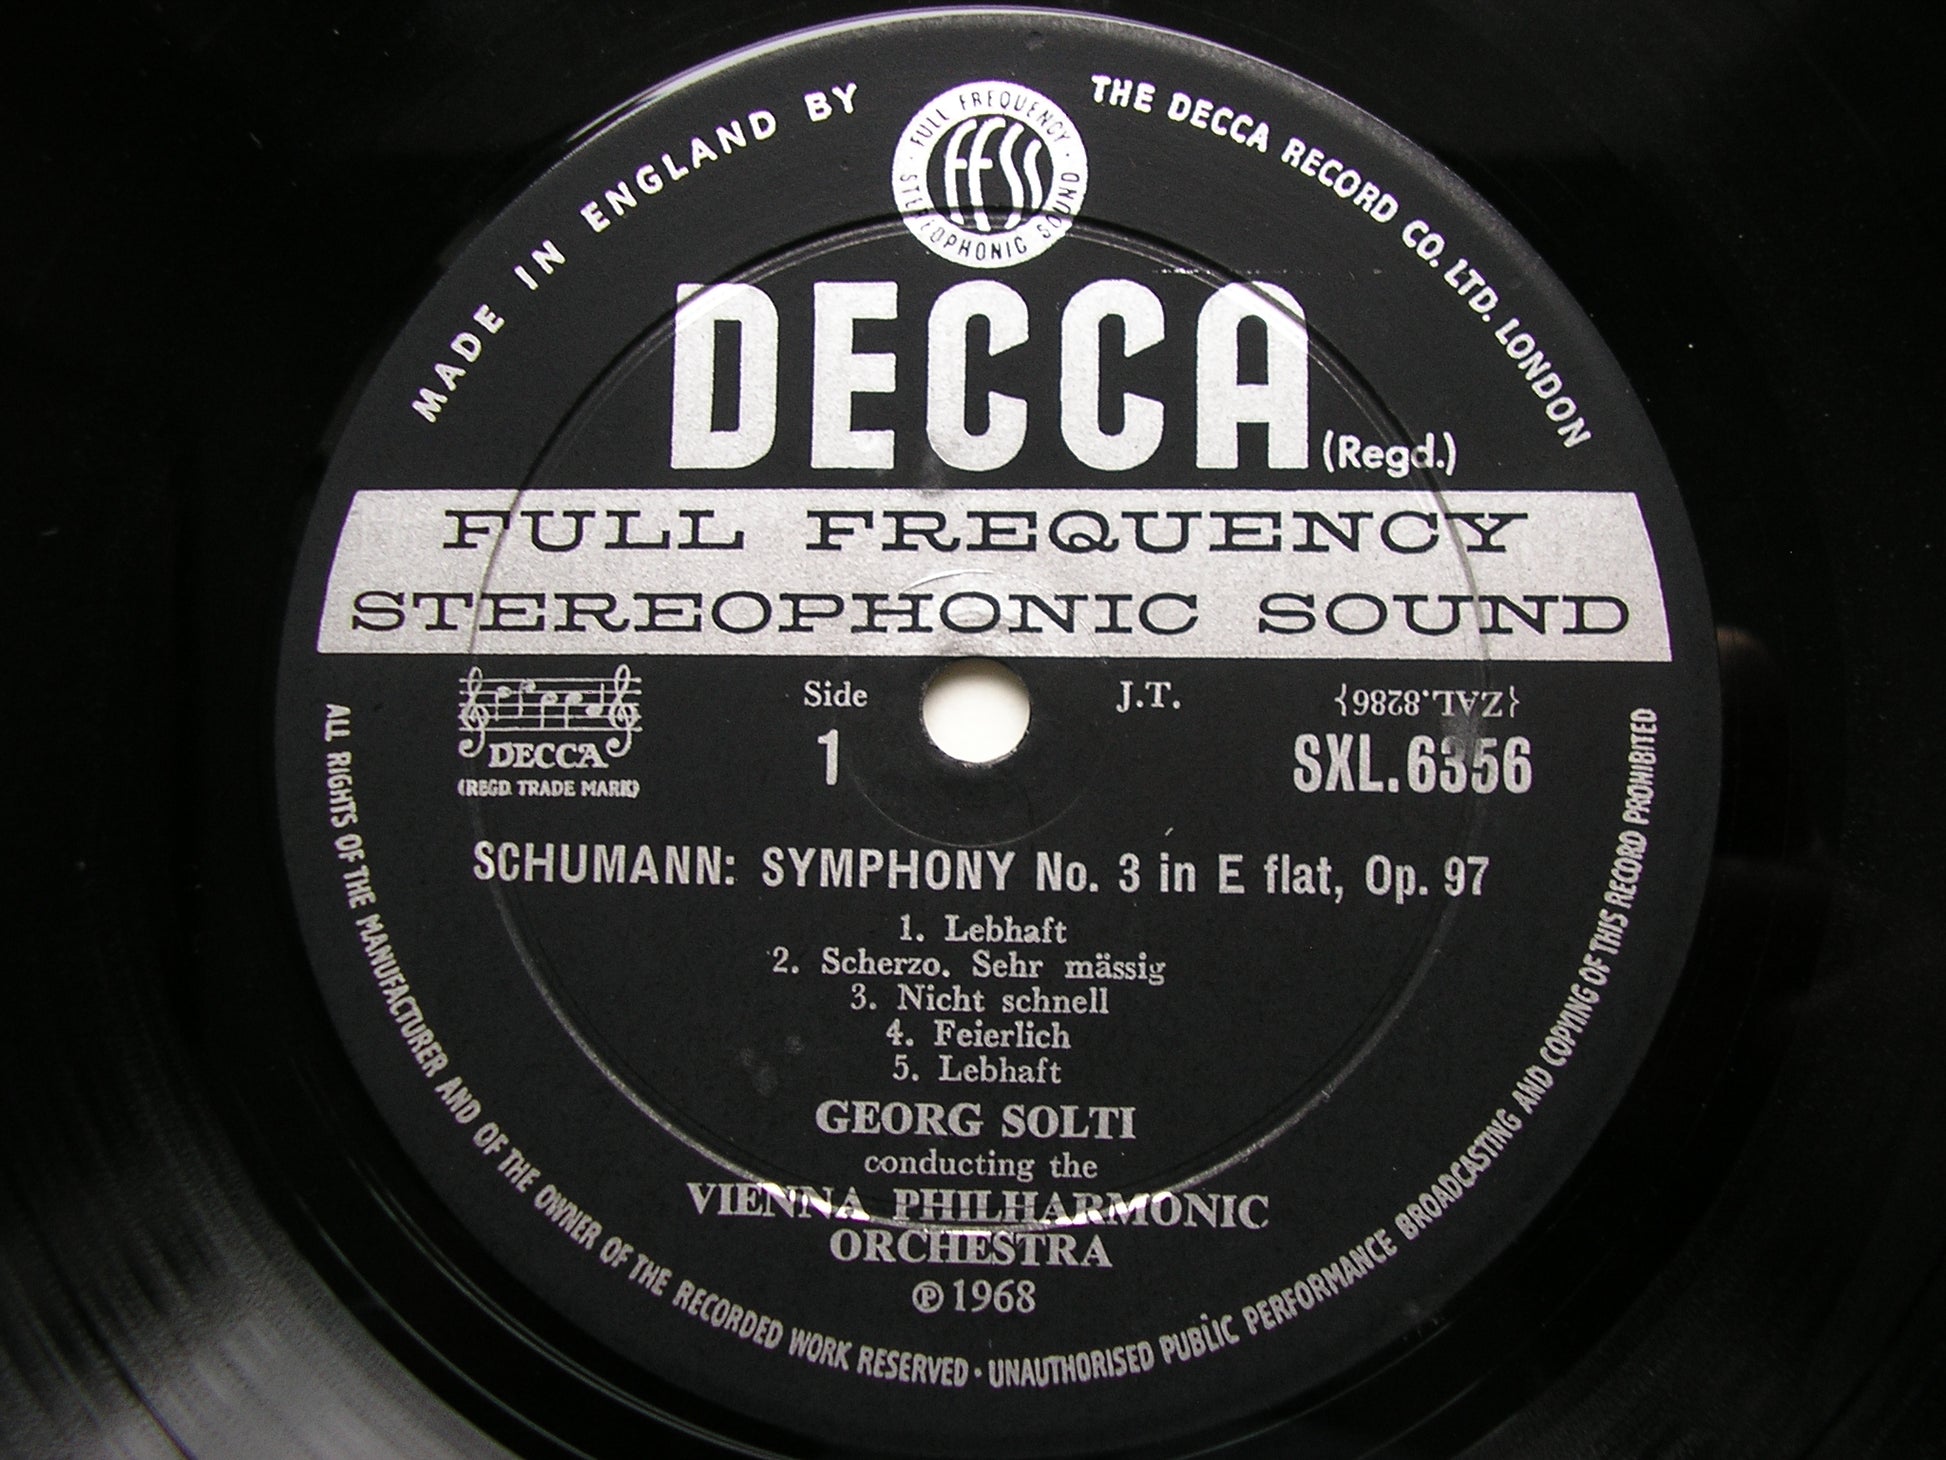 MADE IN ENGLAND BY
THE DECCA RECORD CO. LTD. LONDON
FULL FREQUENCY
STEREOPHONIC SOUND
FFSS
DECCA (Regd.)
FULL FREQUENCY
STEREOPHONIC SOUND
DECCA
(REGD. TRADE MARK)
Side
1
J.T.
{ZAL.8286}
SXL.6356
SCHUMANN: SYMPHONY No. 3 in E flat, Op. 97
1. Lebhaft
2. Scherzo. Sehr mässig
3. Nicht schnell
4. Feierlich
5. Lebhaft
GEORG SOLTI
conducting the
VIENNA PHILHARMONIC
ORCHESTRA
℗1968
ALL RIGHTS OF THE MANUFACTURER AND OF THE OWNER OF THE RECORDED WORK RESERVED · UNAUTHORISED PUBLIC PERFORMANCE BROADCASTING AND COPYING OF THIS RECORD PROHIBITED